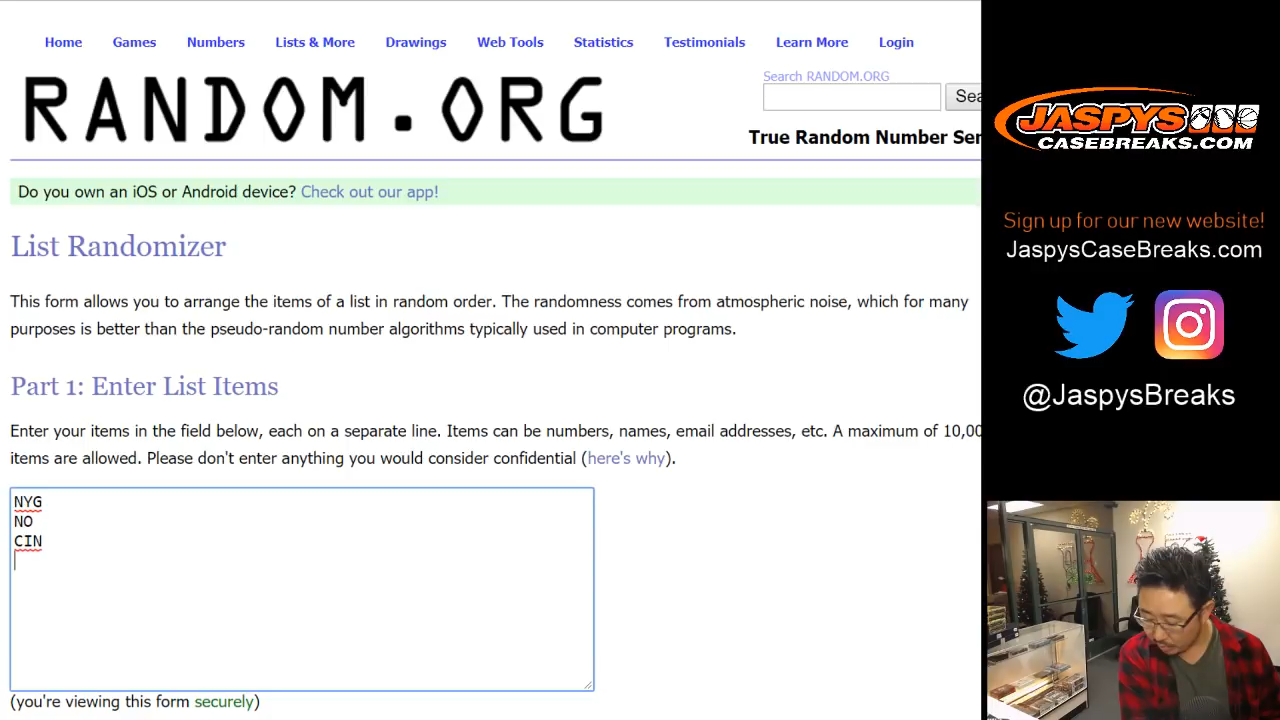 Home Games Numbers Lists & More Drawings Web Tools Statistics Testimonials Learn More Login
RANDOM.ORG
Search RANDOM.ORG
Sea
True Random Number Ser
Do you own an iOS or Android device? Check out our app!
List Randomizer
This form allows you to arrange the items of a list in random order. The randomness comes from atmospheric noise, which for many
purposes is better than the pseudo-random number algorithms typically used in computer programs.
Part 1: Enter List Items
Enter your items in the field below, each on a separate line. Items can be numbers, names, email addresses, etc. A maximum of 10,00
items are allowed. Please don't enter anything you would consider confidential (here's why).
NYG
NO
CIN
(you're viewing this form securely)
JASPYS
CASEBREAKS.COM
Sign up for our new website!
JaspysCaseBreaks.com
@JaspysBreaks